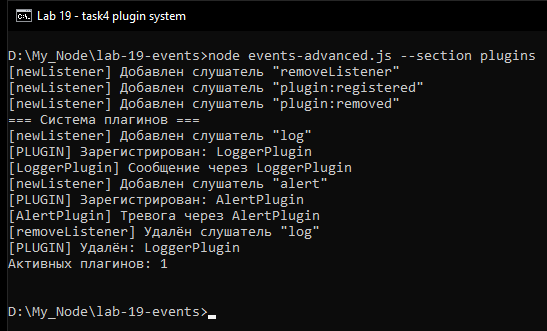 Lab 19 - task4 plugin system
D:\My_Node\lab-19-events>node events-advanced.js --section plugins
[newListener] Добавлен слушатель "removeListener"
[newListener] Добавлен слушатель "plugin:registered"
[newListener] Добавлен слушатель "plugin:removed"
=== Система плагинов ===
[newListener] Добавлен слушатель "log"
[PLUGIN] Зарегистрирован: LoggerPlugin
[LoggerPlugin] Сообщение через LoggerPlugin
[newListener] Добавлен слушатель "alert"
[PLUGIN] Зарегистрирован: AlertPlugin
[AlertPlugin] Тревога через AlertPlugin
[removeListener] Удалён слушатель "log"
[PLUGIN] Удалён: LoggerPlugin
Активных плагинов: 1
D:\My_Node\lab-19-events>